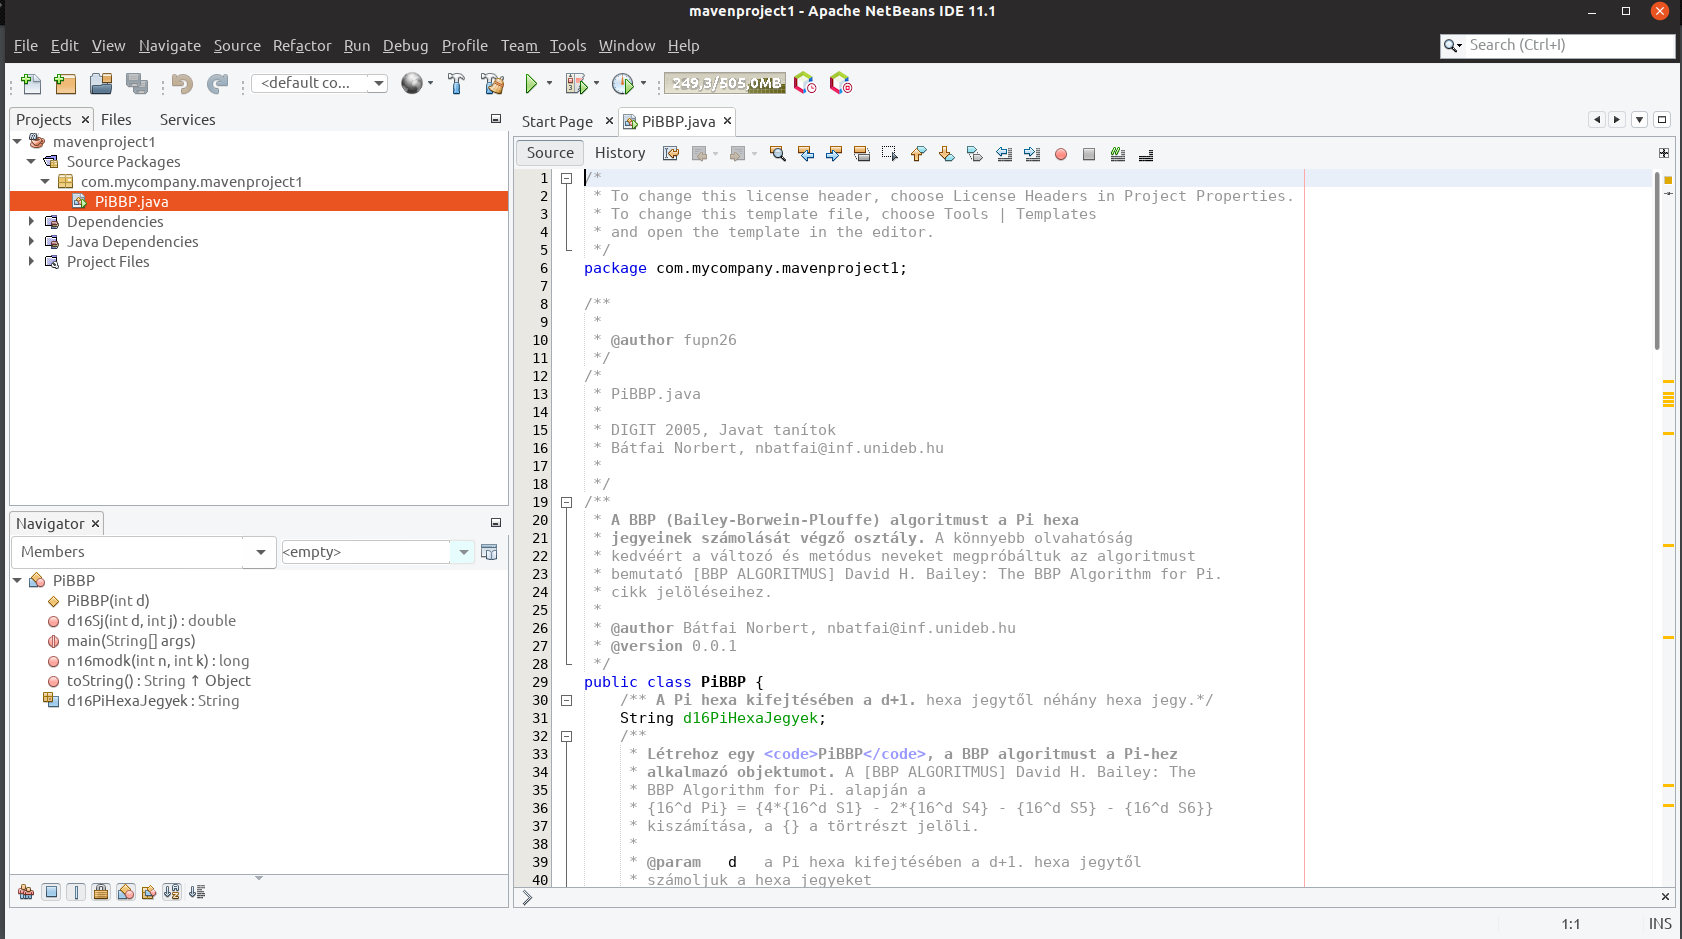 mavenproject1 - Apache NetBeans IDE 11.1
File Edit View Navigate Source Refactor Run Debug Profile Team Tools Window Help
Search (Ctrl+I)
<default co...
249,3/505,0MB
Projects Files Services
mavenproject1
Source Packages
com.mycompany.mavenproject1
PiBBP.java
Dependencies
Java Dependencies
Project Files
Navigator
Members
<empty>
PiBBP
PiBBP(int d)
d16Sj(int d, int j) : double
main(String[] args)
n16modk(int n, int k) : long
toString() : String ↑ Object
d16PiHexaJegyek : String
Start Page PiBBP.java
Source History
1 /*
2 * To change this license header, choose License Headers in Project Properties.
3 * To change this template file, choose Tools | Templates
4 * and open the template in the editor.
5 */
6 package com.mycompany.mavenproject1;
7
8 /**
9 *
10 * @author fupn26
11 */
12 /*
13 * PiBBP.java
14 *
15 * DIGIT 2005, Javat tanítok
16 * Bátfai Norbert, nbatfai@inf.unideb.hu
17 *
18 */
19 /**
20 * A BBP (Bailey-Borwein-Plouffe) algoritmust a Pi hexa
21 * jegyeinek számolását végző osztály. A könnyebb olvahatóság
22 * kedvéért a változó és metódus neveket megpróbáltuk az algoritmust
23 * bemutató [BBP ALGORITMUS] David H. Bailey: The BBP Algorithm for Pi.
24 * cikk jelöléseihez.
25 *
26 * @author Bátfai Norbert, nbatfai@inf.unideb.hu
27 * @version 0.0.1
28 */
29 public class PiBBP {
30 /** A Pi hexa kifejtésében a d+1. hexa jegytől néhány hexa jegy.*/
31 String d16PiHexaJegyek;
32 /**
33 * Létrehoz egy <code>PiBBP</code>, a BBP algoritmust a Pi-hez
34 * alkalmazó objektumot. A [BBP ALGORITMUS] David H. Bailey: The
35 * BBP Algorithm for Pi. alapján a
36 * {16^d Pi} = {4*{16^d S1} - 2*{16^d S4} - {16^d S5} - {16^d S6}}
37 * kiszámítása, a {} a törtrészt jelöli.
38 *
39 * @param d a Pi hexa kifejtésében a d+1. hexa jegytől
40 * számoljuk a hexa jegyeket
1:1 INS